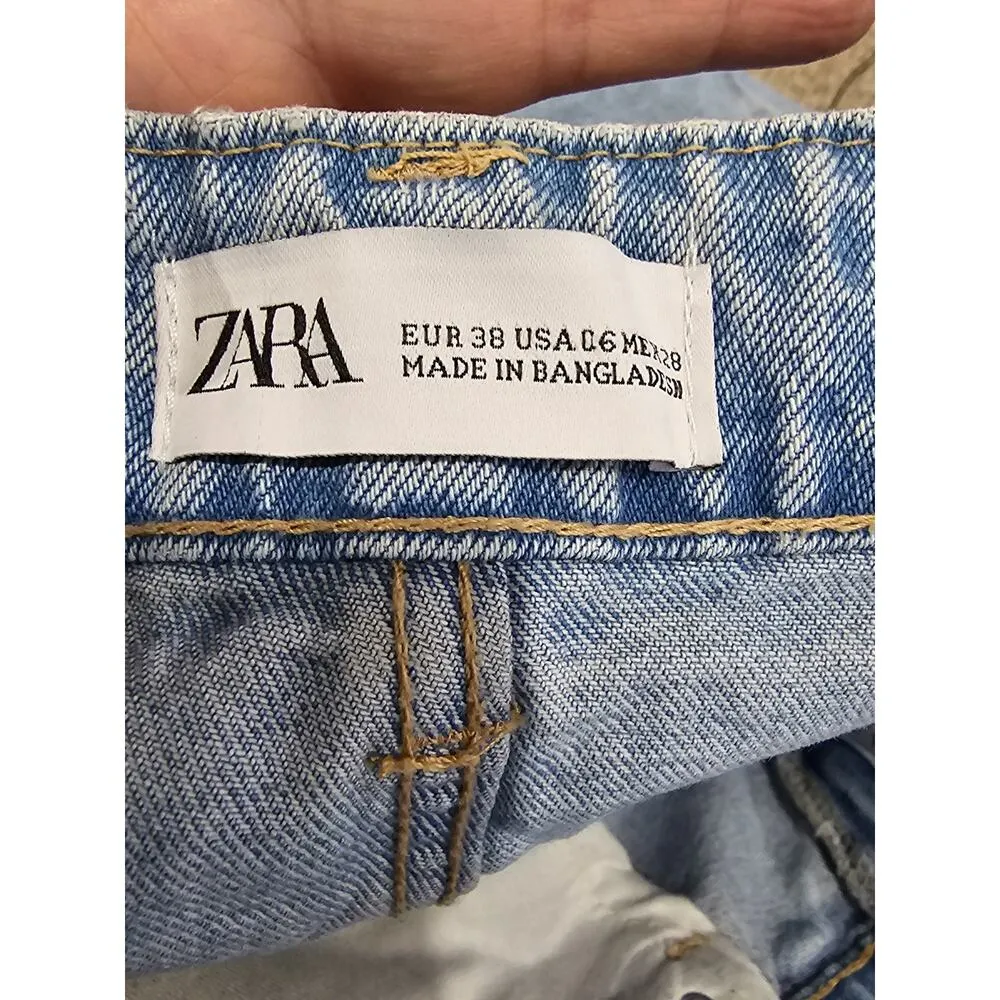 ZARA
EUR 38 USA 06 MEX 28
MADE IN BANGLADESH